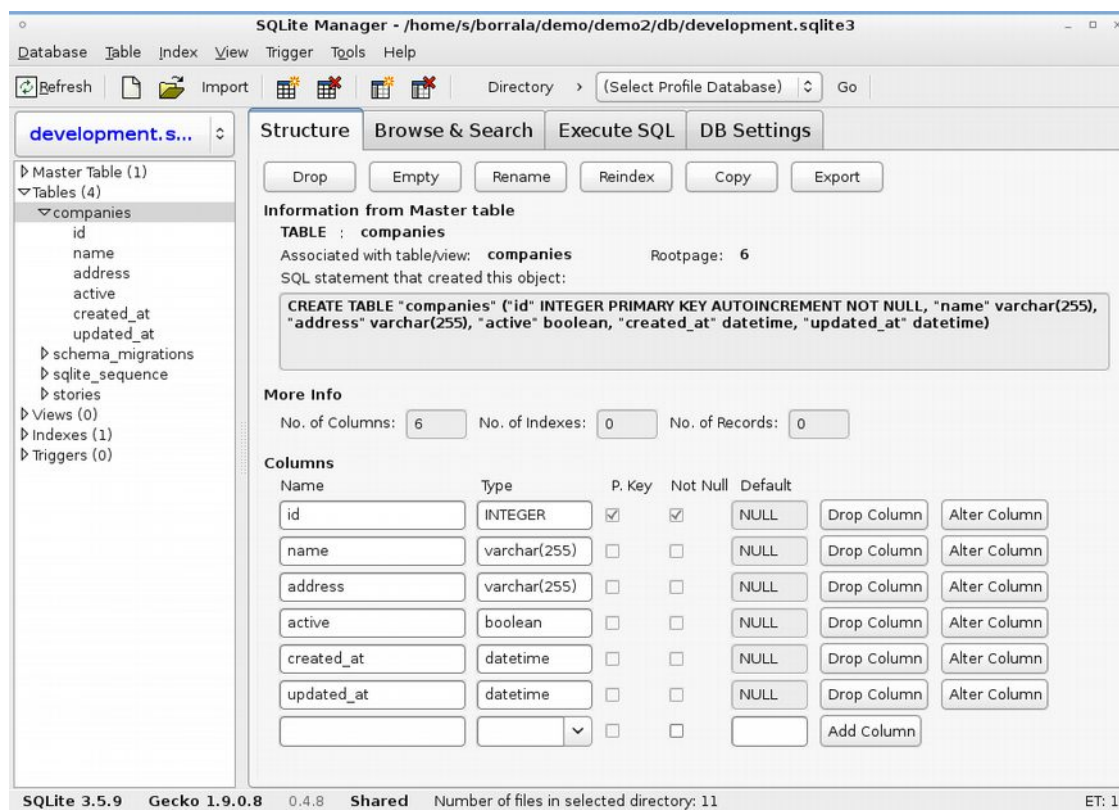 SQLite Manager - /home/s/borrala/demo/demo2/db/development.sqlite3
Database Table Index View Trigger Tools Help
Refresh Import Directory (Select Profile Database) Go
development.s...
Structure Browse & Search Execute SQL DB Settings
Master Table (1)
Tables (4)
companies
id
name
address
active
created_at
updated_at
schema_migrations
sqlite_sequence
stories
Views (0)
Indexes (1)
Triggers (0)
Drop Empty Rename Reindex Copy Export
Information from Master table
TABLE : companies
Associated with table/view: companies Rootpage: 6
SQL statement that created this object:
CREATE TABLE "companies" ("id" INTEGER PRIMARY KEY AUTOINCREMENT NOT NULL, "name" varchar(255),
"address" varchar(255), "active" boolean, "created_at" datetime, "updated_at" datetime)
More Info
No. of Columns: 6 No. of Indexes: 0 No. of Records: 0
Columns
Name Type P. Key Not Null Default
id INTEGER NULL Drop Column Alter Column
name varchar(255) NULL Drop Column Alter Column
address varchar(255) NULL Drop Column Alter Column
active boolean NULL Drop Column Alter Column
created_at datetime NULL Drop Column Alter Column
updated_at datetime NULL Drop Column Alter Column
Add Column
SQLite 3.5.9 Gecko 1.9.0.8 0.4.8 Shared Number of files in selected directory: 11 ET: 1